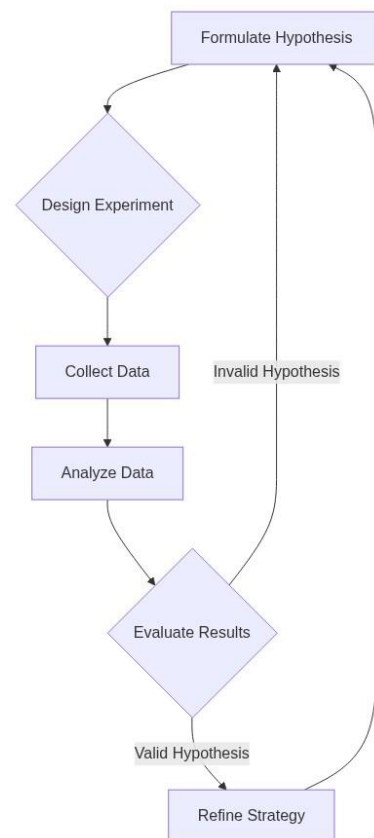 Formulate Hypothesis
Design Experiment
Collect Data
Invalid Hypothesis
Analyze Data
Evaluate Results
Valid Hypothesis
Refine Strategy